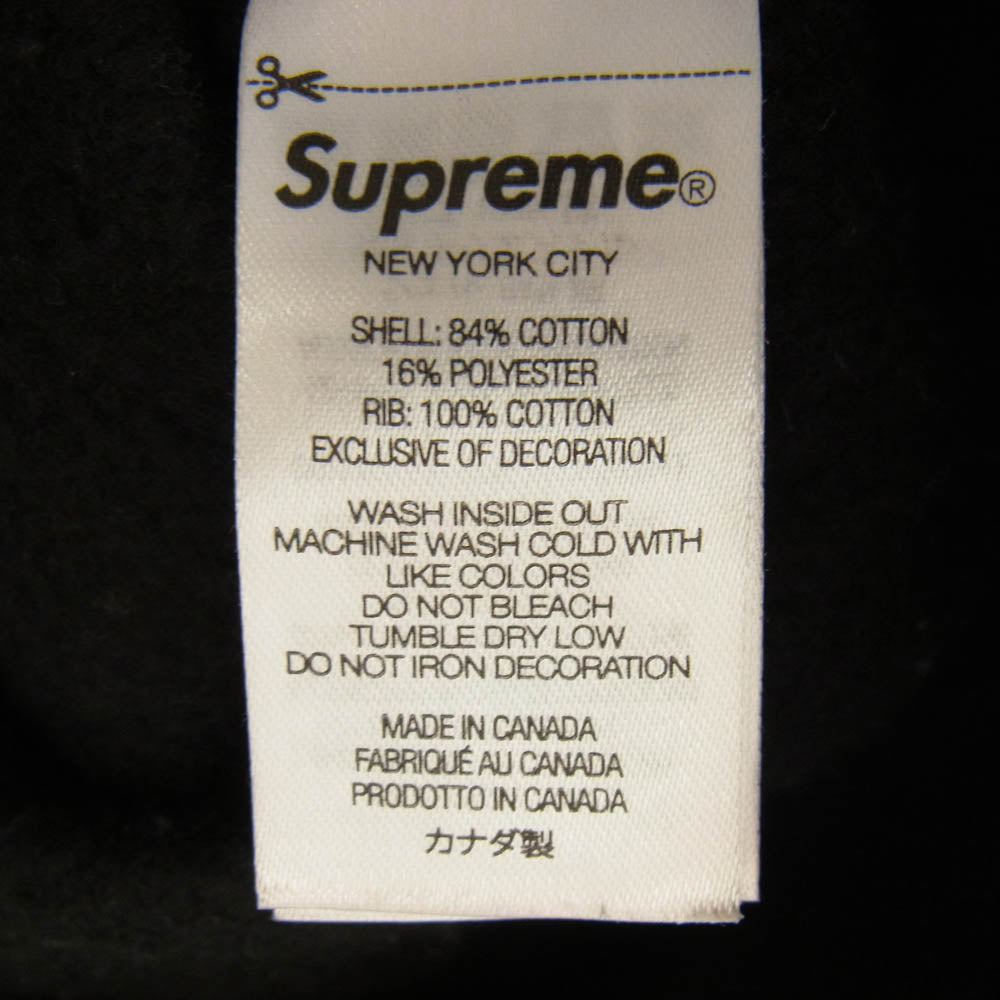 Supreme®
NEW YORK CITY
SHELL: 84% COTTON
16% POLYESTER
RIB: 100% COTTON
EXCLUSIVE OF DECORATION
WASH INSIDE OUT
MACHINE WASH COLD WITH
LIKE COLORS
DO NOT BLEACH
TUMBLE DRY LOW
DO NOT IRON DECORATION
MADE IN CANADA
FABRIQUÉ AU CANADA
PRODOTTO IN CANADA
カナダ製